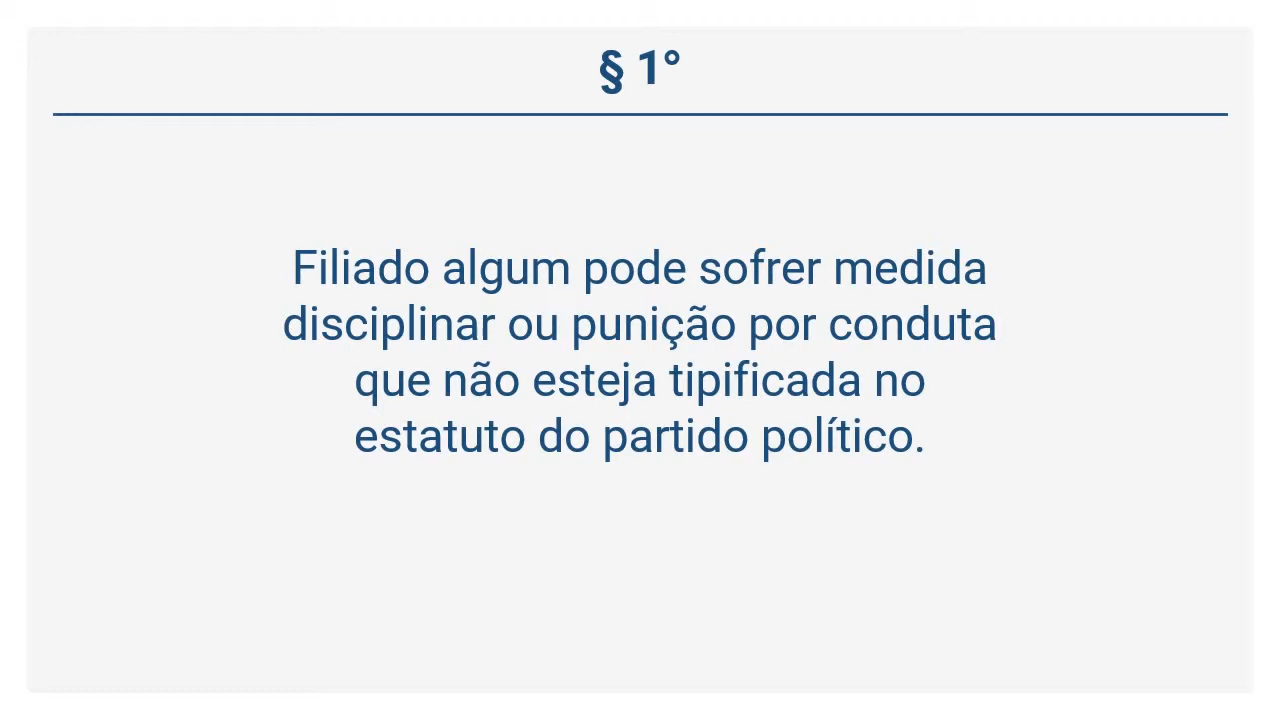 § 1°
Filiado algum pode sofrer medida
disciplinar ou punição por conduta
que não esteja tipificada no
estatuto do partido político.